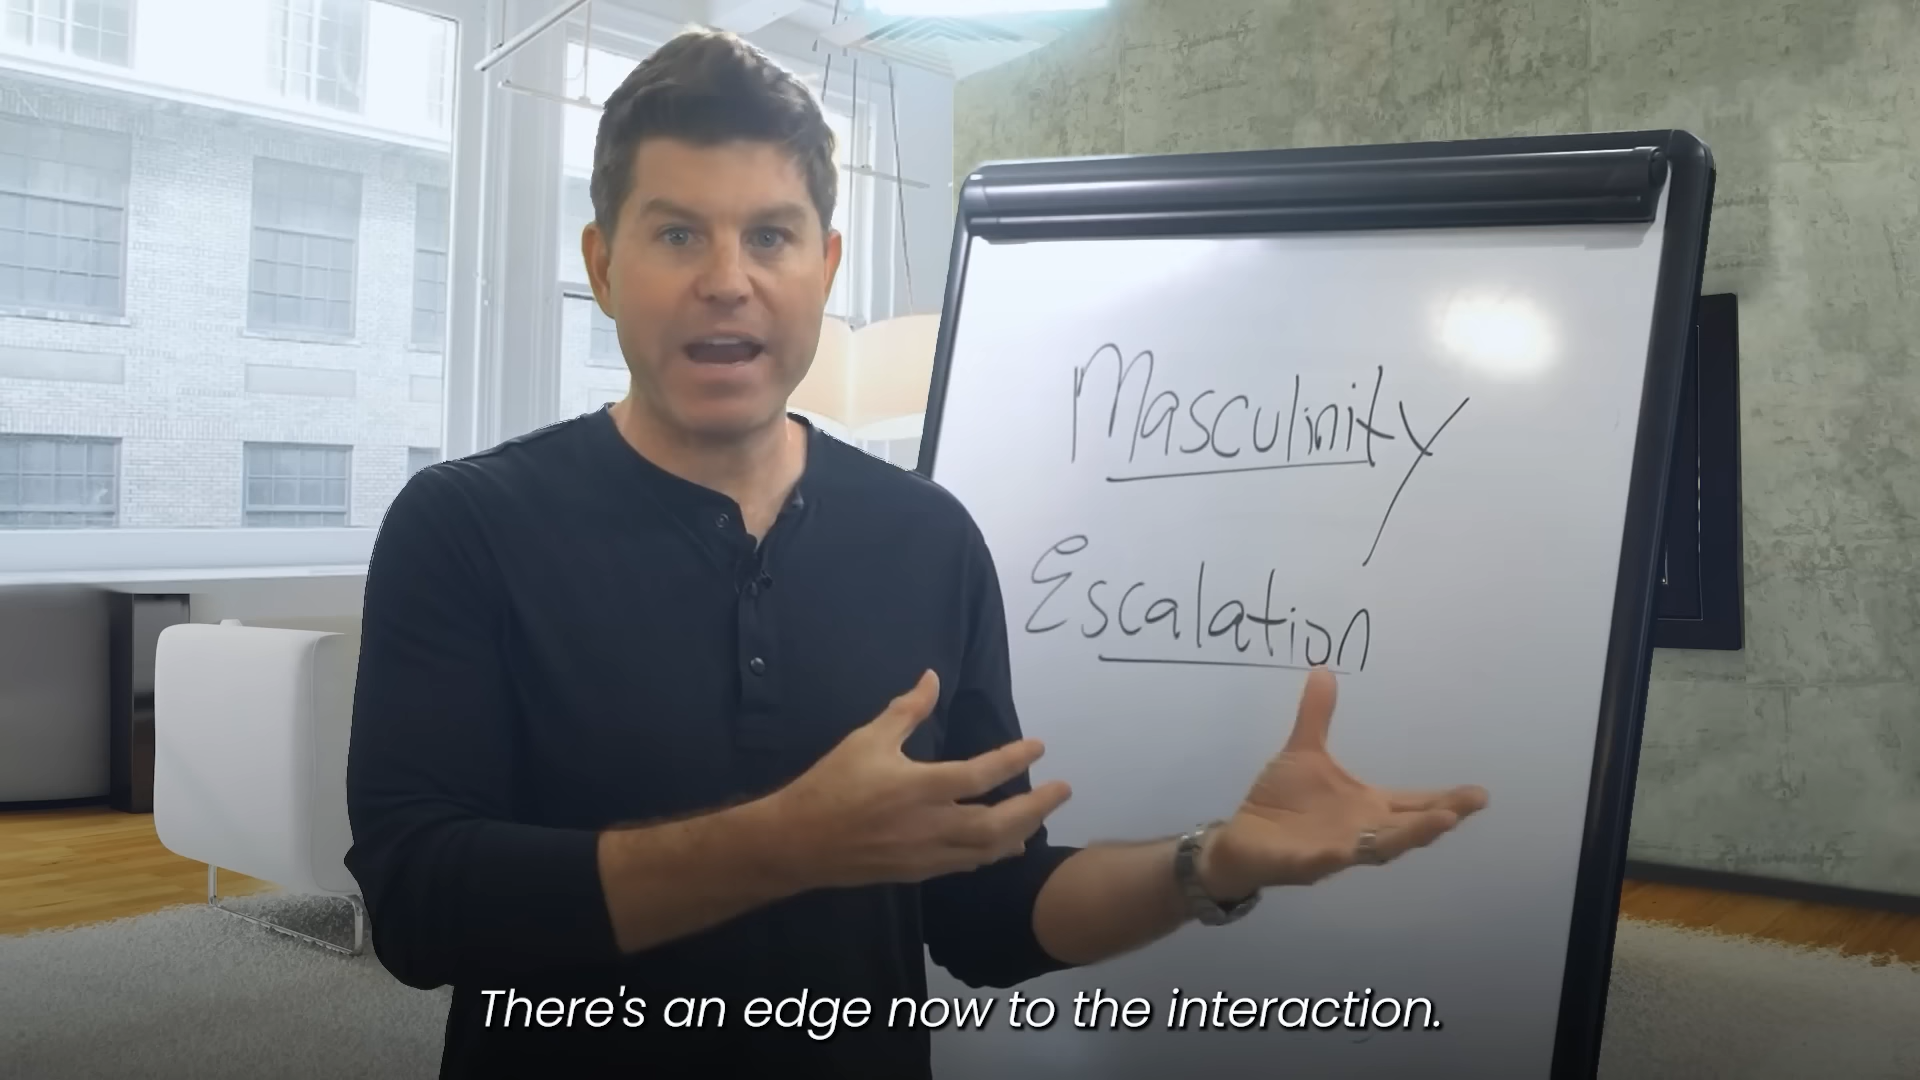 Masculinity
Escalation
There's an edge now to the interaction.